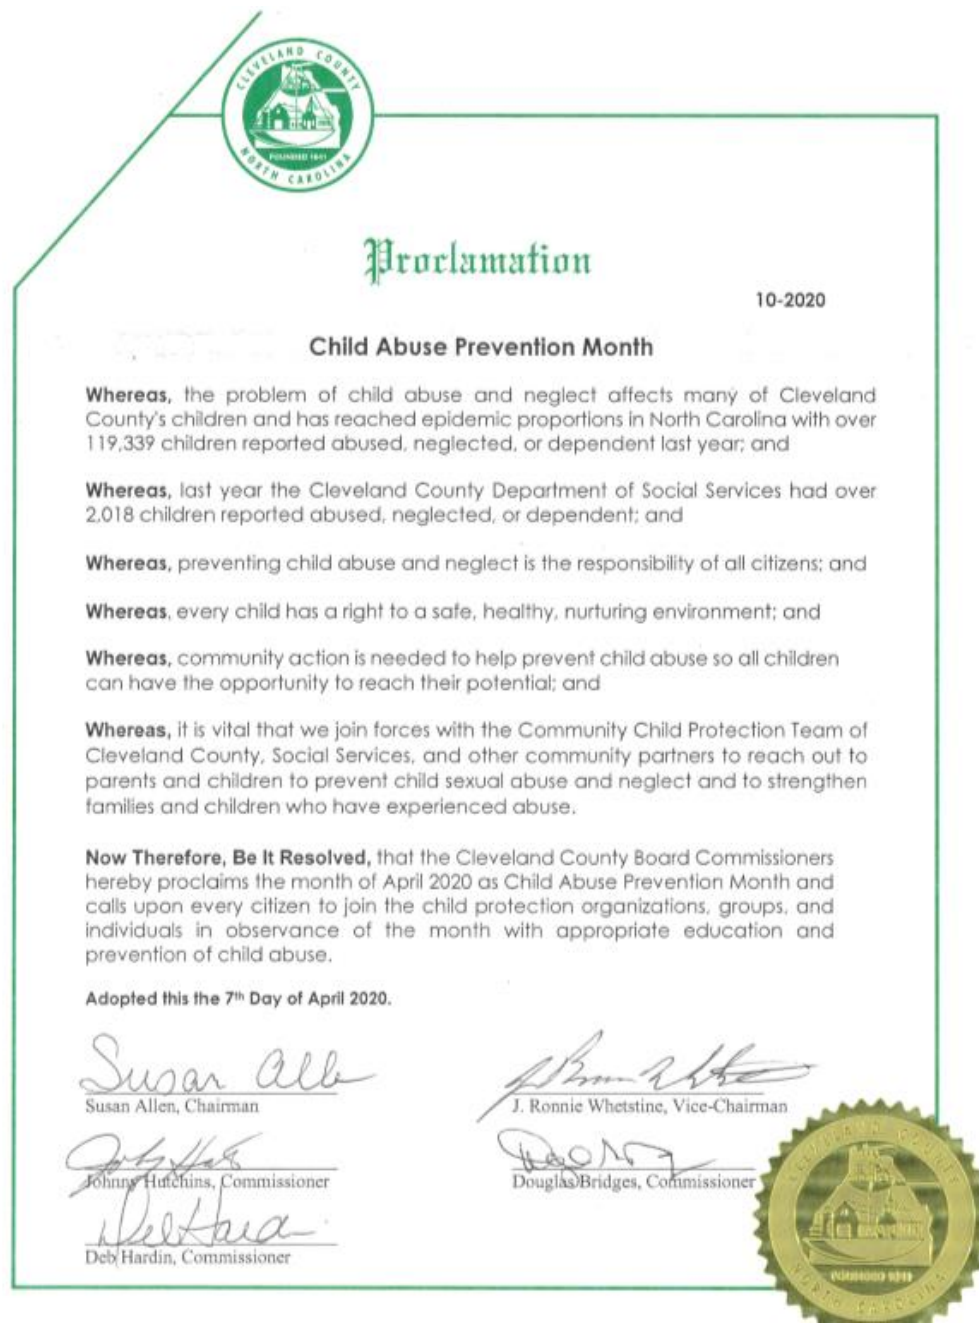 CLEVELAND COUNTY
FOUNDED 1841
NORTH CAROLINA
Proclamation
10-2020
Child Abuse Prevention Month
Whereas, the problem of child abuse and neglect affects many of Cleveland
County's children and has reached epidemic proportions in North Carolina with over
119,339 children reported abused, neglected, or dependent last year; and
Whereas, last year the Cleveland County Department of Social Services had over
2,018 children reported abused, neglected, or dependent; and
Whereas, preventing child abuse and neglect is the responsibility of all citizens; and
Whereas, every child has a right to a safe, healthy, nurturing environment; and
Whereas, community action is needed to help prevent child abuse so all children
can have the opportunity to reach their potential; and
Whereas, it is vital that we join forces with the Community Child Protection Team of
Cleveland County, Social Services, and other community partners to reach out to
parents and children to prevent child sexual abuse and neglect and to strengthen
families and children who have experienced abuse.
Now Therefore, Be It Resolved, that the Cleveland County Board Commissioners
hereby proclaims the month of April 2020 as Child Abuse Prevention Month and
calls upon every citizen to join the child protection organizations, groups, and
individuals in observance of the month with appropriate education and
prevention of child abuse.
Adopted this the 7th Day of April 2020.
Susan Allen, Chairman
J. Ronnie Whetstine, Vice-Chairman
Johnny Hutchins, Commissioner
Douglas Bridges, Commissioner
Deb Hardin, Commissioner
CLEVELAND COUNTY
FOUNDED 1841
NORTH CAROLINA